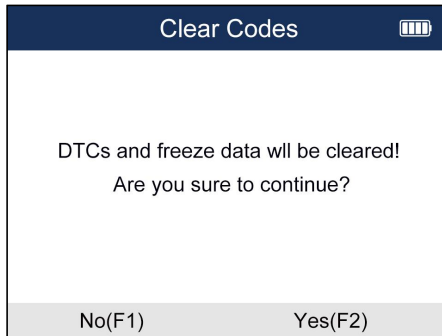 Clear Codes
DTCs and freeze data wll be cleared!
Are you sure to continue?
No(F1) Yes(F2)